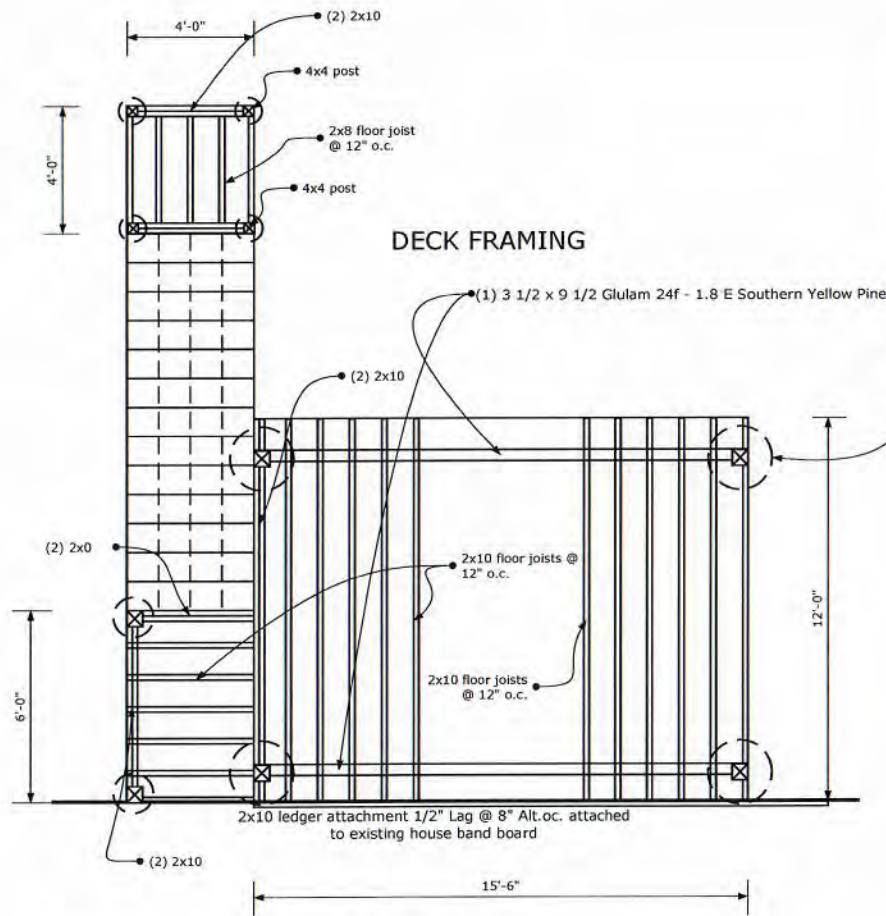 4'-0"
(2) 2x10
4x4 post
2x8 floor joist
@ 12" o.c.
4'-0"
4x4 post
DECK FRAMING
(1) 3 1/2 x 9 1/2 Glulam 24f - 1.8 E Southern Yellow Pine
(2) 2x10
(2) 2x0
2x10 floor joists @
12" o.c.
12'-0"
6'-0"
2x10 floor joists
@ 12" o.c.
2x10 ledger attachment 1/2" Lag @ 8" Alt.oc. attached
to existing house band board
(2) 2x10
15'-6"